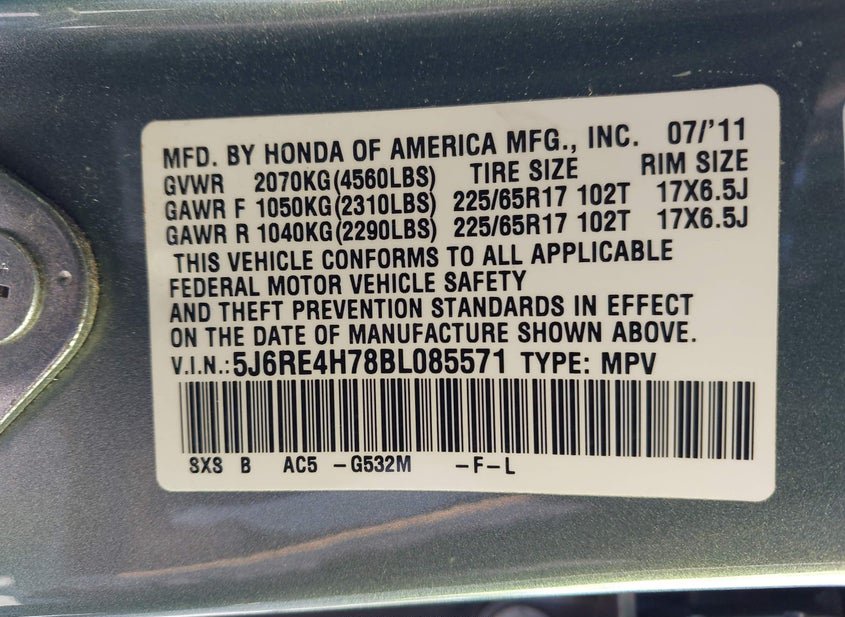 MFD. BY HONDA OF AMERICA MFG., INC. 07/'11
GVWR 2070KG(4560LBS) TIRE SIZE RIM SIZE
GAWR F 1050KG(2310LBS) 225/65R17 102T 17X6.5J
GAWR R 1040KG(2290LBS) 225/65R17 102T 17X6.5J
THIS VEHICLE CONFORMS TO ALL APPLICABLE
FEDERAL MOTOR VEHICLE SAFETY
AND THEFT PREVENTION STANDARDS IN EFFECT
ON THE DATE OF MANUFACTURE SHOWN ABOVE.
V.I.N.:5J6RE4H78BL085571 TYPE: MPV
SXS B AC5 -G532M -F-L